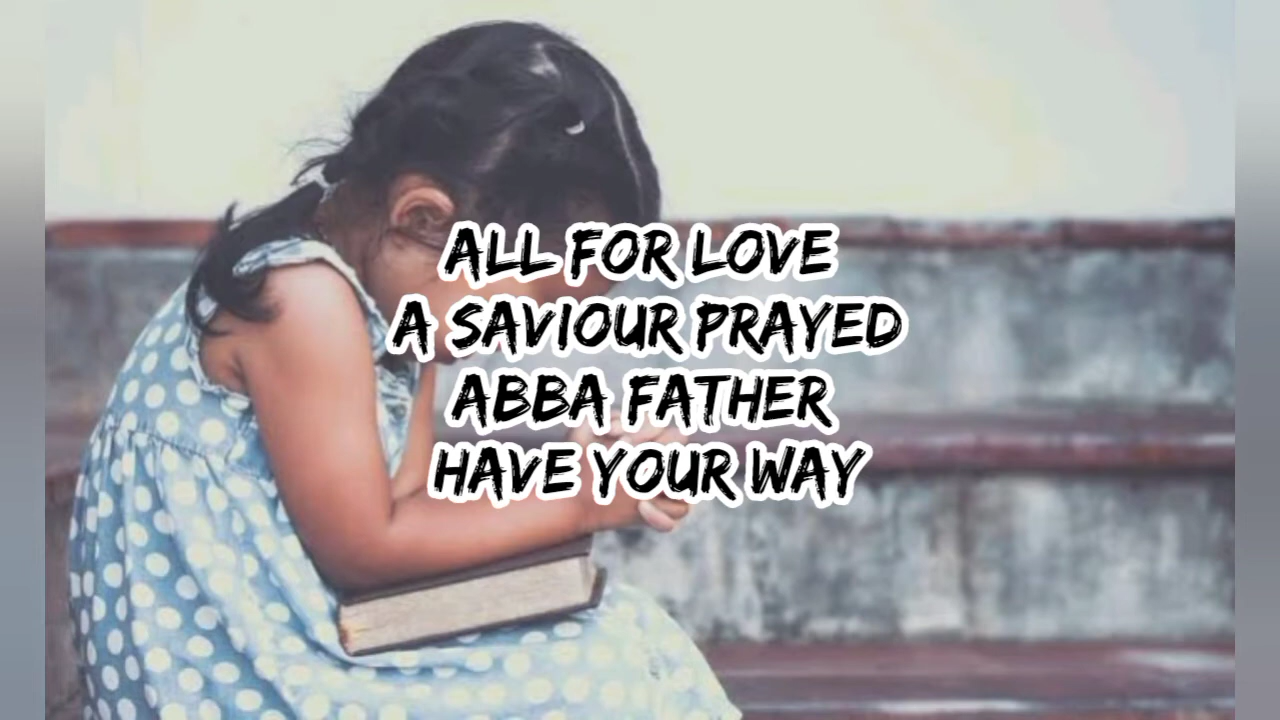 ALL FOR LOVE
A SAVIOUR PRAYED
ABBA FATHER
HAVE YOUR WAY